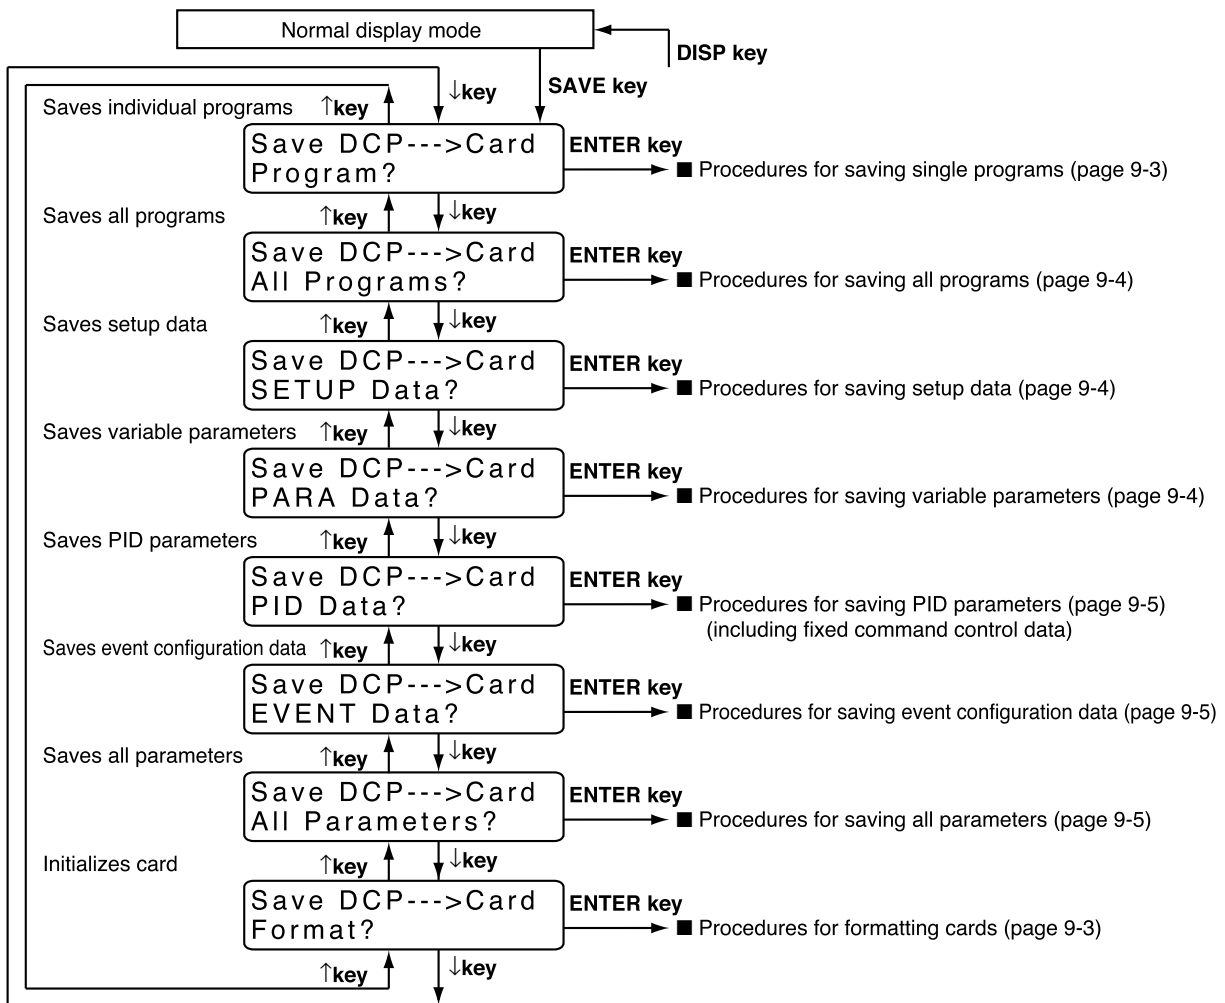 Normal display mode
DISP key
SAVE key
↓key
Saves individual programs
↑key
Save DCP--->Card
Program?
ENTER key
■ Procedures for saving single programs (page 9-3)
Saves all programs
↑key
↓key
Save DCP--->Card
All Programs?
ENTER key
■ Procedures for saving all programs (page 9-4)
Saves setup data
↑key
↓key
Save DCP--->Card
SETUP Data?
ENTER key
■ Procedures for saving setup data (page 9-4)
Saves variable parameters
↑key
↓key
Save DCP--->Card
PARA Data?
ENTER key
■ Procedures for saving variable parameters (page 9-4)
Saves PID parameters
↑key
↓key
Save DCP--->Card
PID Data?
ENTER key
■ Procedures for saving PID parameters (page 9-5)
(including fixed command control data)
Saves event configuration data
↑key
↓key
Save DCP--->Card
EVENT Data?
ENTER key
■ Procedures for saving event configuration data (page 9-5)
Saves all parameters
↑key
↓key
Save DCP--->Card
All Parameters?
ENTER key
■ Procedures for saving all parameters (page 9-5)
Initializes card
↑key
↓key
Save DCP--->Card
Format?
ENTER key
■ Procedures for formatting cards (page 9-3)
↑key
↓key